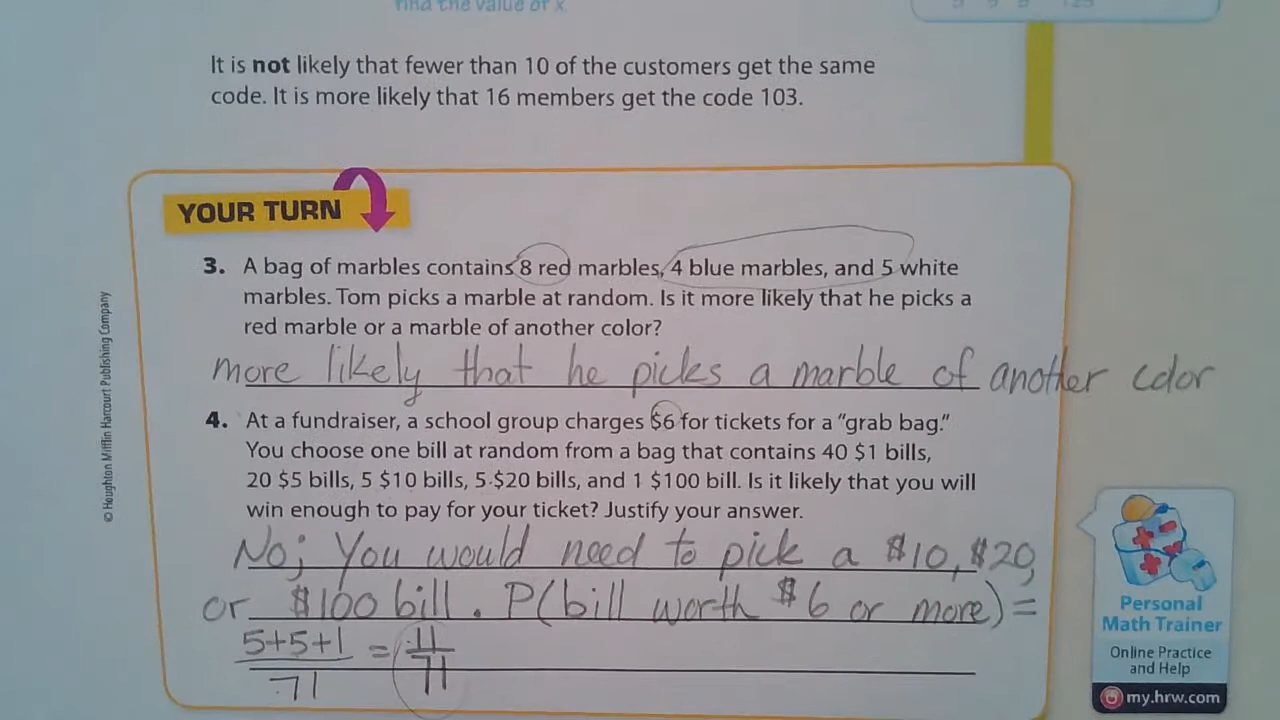 find the value of x.
It is not likely that fewer than 10 of the customers get the same
code. It is more likely that 16 members get the code 103.
YOUR TURN
3. A bag of marbles contains 8 red marbles, 4 blue marbles, and 5 white
marbles. Tom picks a marble at random. Is it more likely that he picks a
red marble or a marble of another color?
more likely that he picks a marble of another color
4. At a fundraiser, a school group charges $6 for tickets for a “grab bag.”
You choose one bill at random from a bag that contains 40 $1 bills,
20 $5 bills, 5 $10 bills, 5 $20 bills, and 1 $100 bill. Is it likely that you will
win enough to pay for your ticket? Justify your answer.
No; You would need to pick a $10, $20,
or $100 bill. P(bill worth $6 or more) =
5+5+1 = 11
71 71
© Houghton Mifflin Harcourt Publishing Company
Personal
Math Trainer
Online Practice
and Help
my.hrw.com